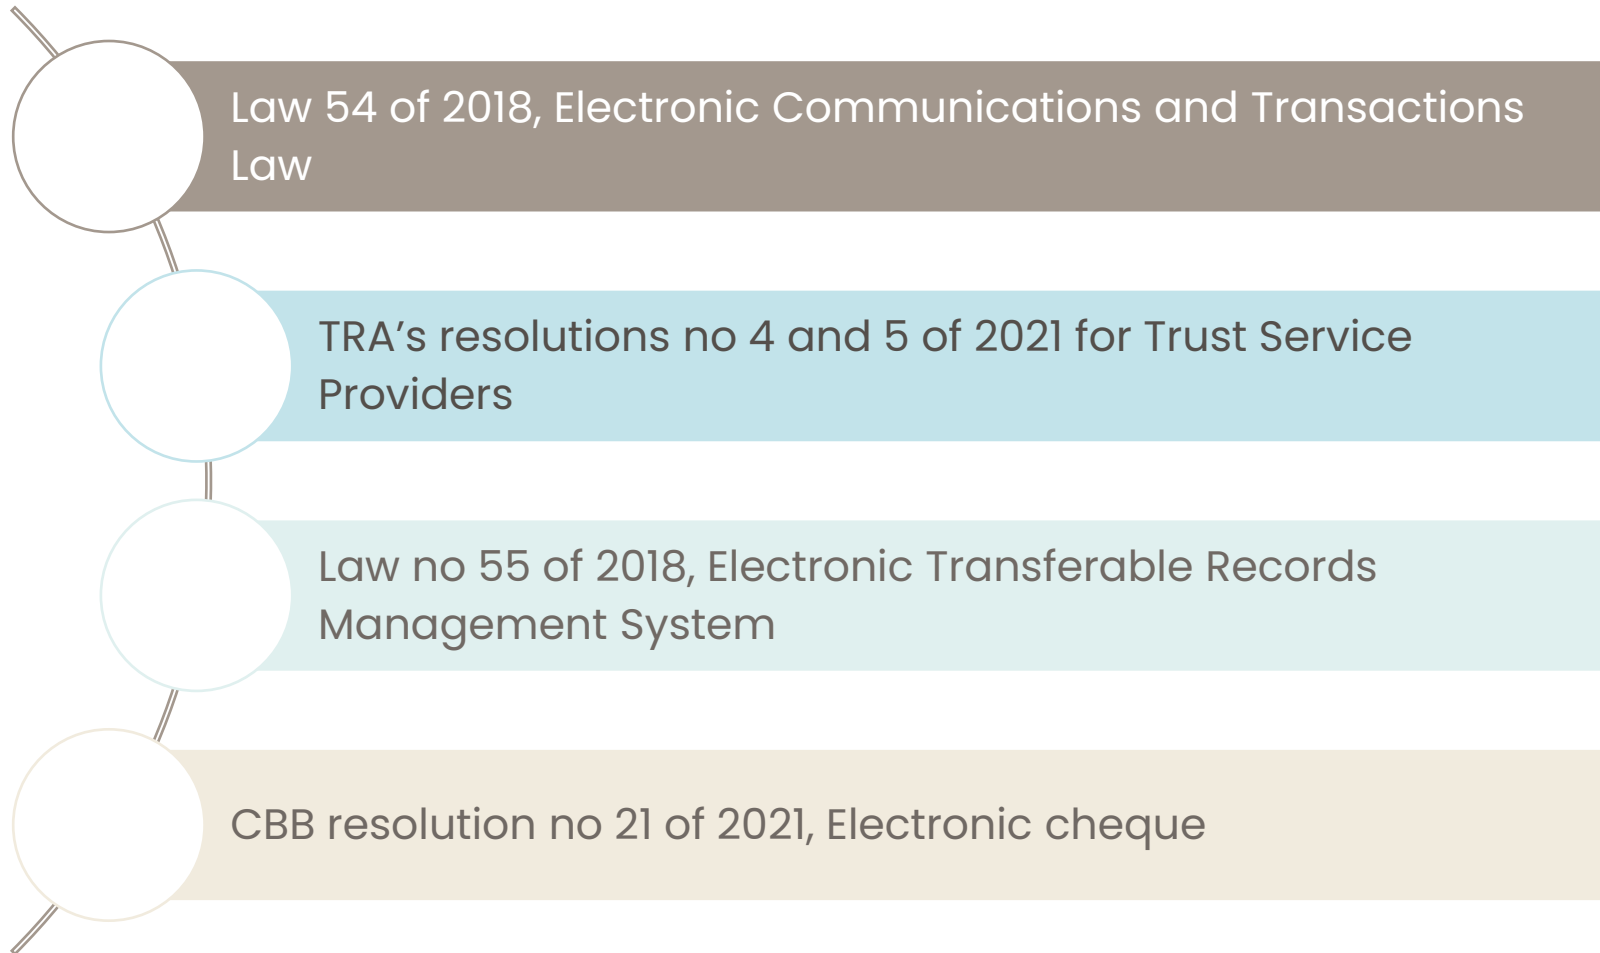 Law 54 of 2018, Electronic Communications and Transactions
Law
TRA’s resolutions no 4 and 5 of 2021 for Trust Service
Providers
Law no 55 of 2018, Electronic Transferable Records
Management System
CBB resolution no 21 of 2021, Electronic cheque